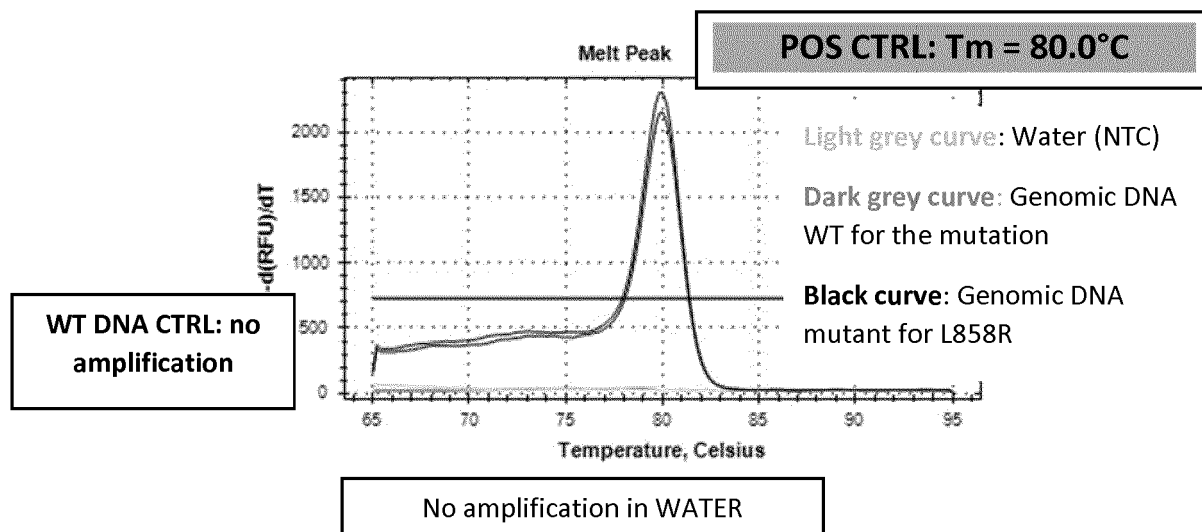 POS CTRL: Tm = 80.0°C
Melt Peak
Light grey curve: Water (NTC)
Dark grey curve: Genomic DNA
WT for the mutation
Black curve: Genomic DNA
mutant for L858R
WT DNA CTRL: no
amplification
-d(RFU)/dT
2000
1500
1000
500
0
65 70 75 80 85 90 95
Temperature, Celsius
No amplification in WATER